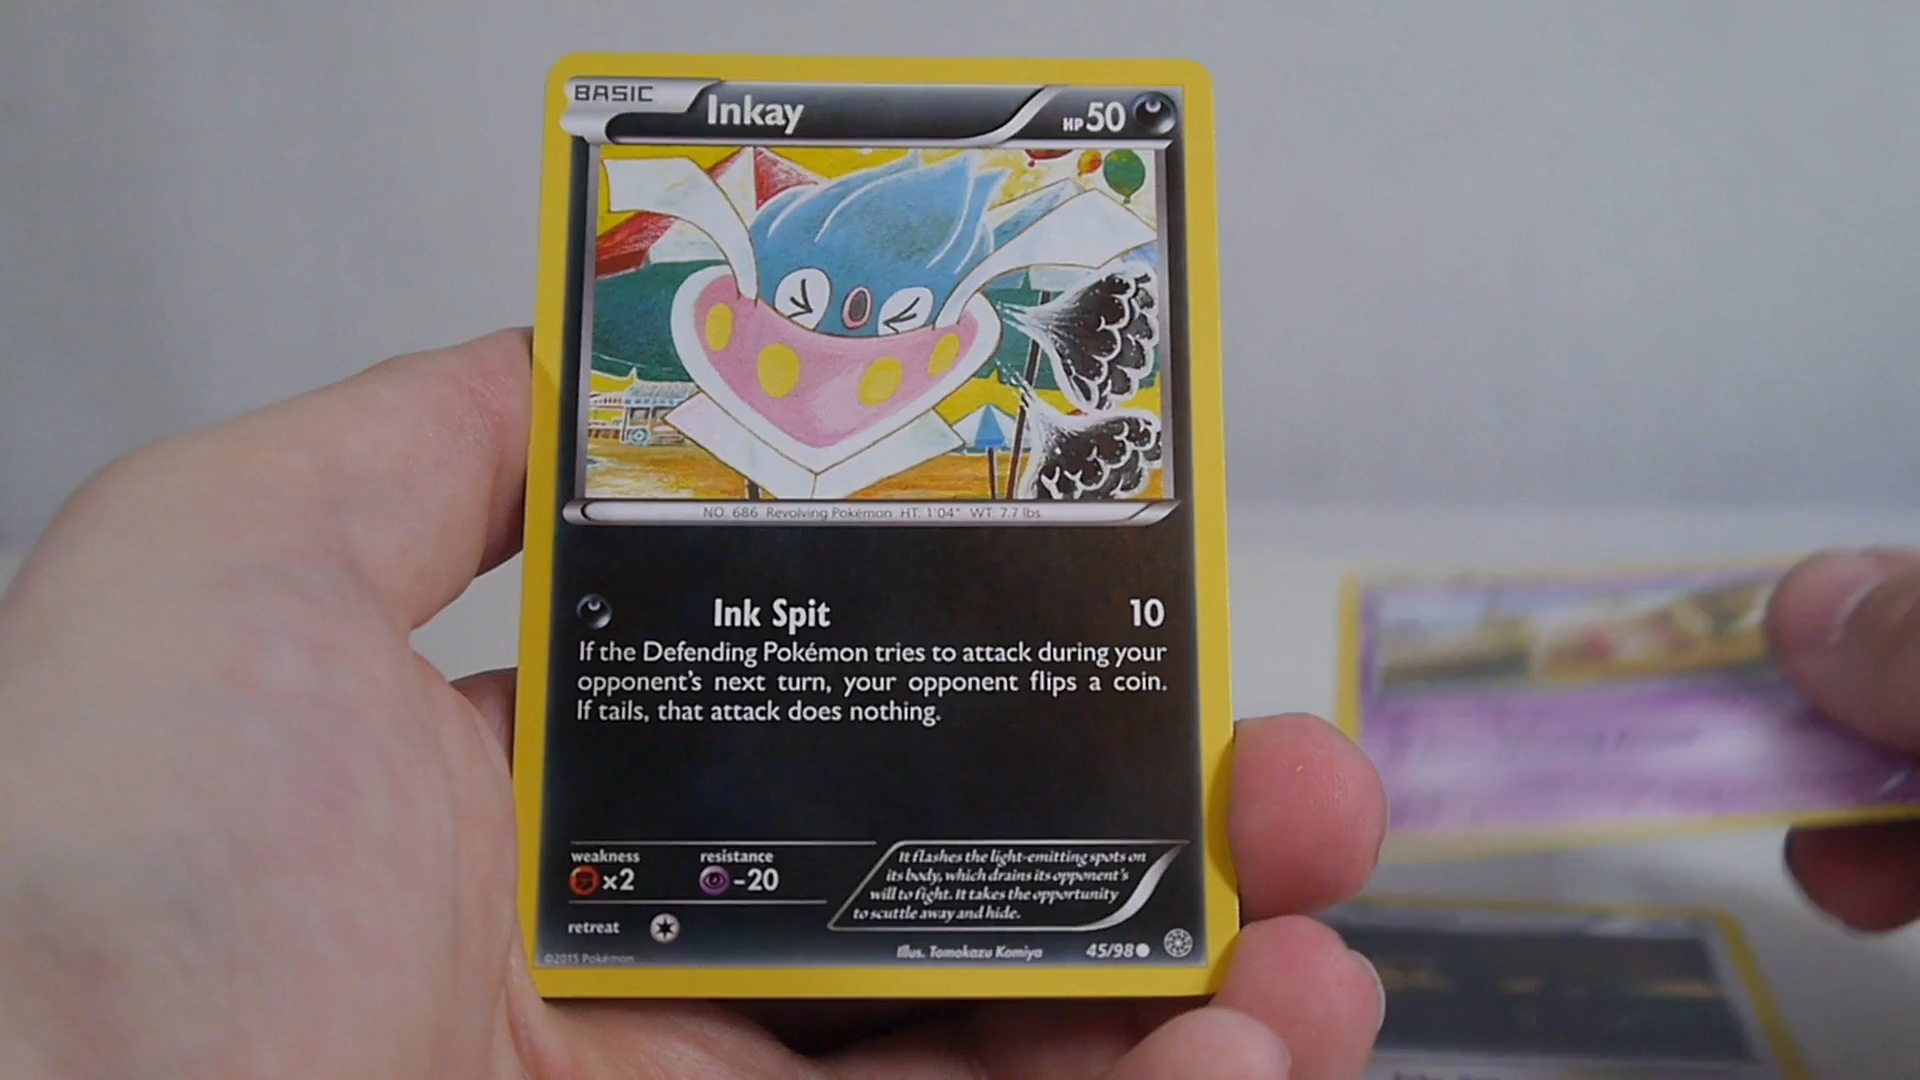 BASIC Inkay HP 50
NO. 686 Revolving Pokémon HT. 1'04" WT. 7.7 lbs.
Ink Spit 10
If the Defending Pokémon tries to attack during your
opponent's next turn, your opponent flips a coin.
If tails, that attack does nothing.
weakness resistance
x2 -20
retreat
It flashes the light-emitting spots on
its body, which drains its opponent's
will to fight. It takes the opportunity
to scuttle away and hide.
Illus. Tomokazu Komiya 45/98
©2015 Pokémon